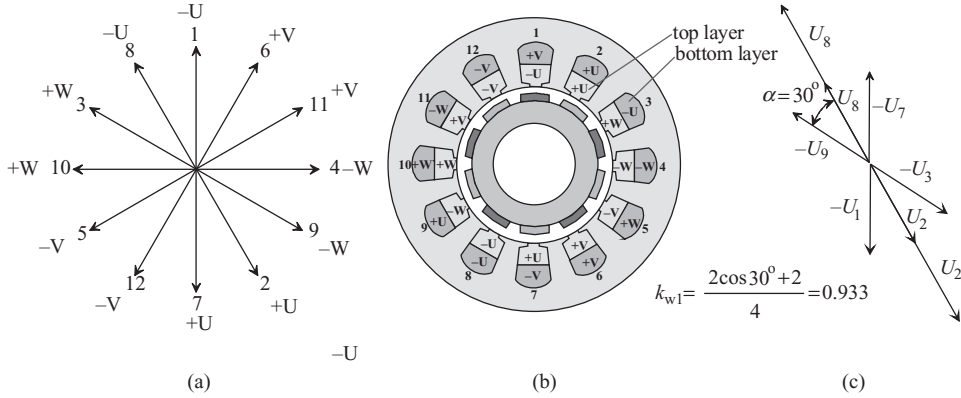 –U
1
–U
8
+V
6
+W
3
+V
11
+W
10
4
–W
5
–V
9
–W
12
–V
7
+U
2
+U
–U
(a)
1
+V
–U
2
+U
+U
3
–U
+W
4
–W
–W
5
–V
+W
6
+V
+V
7
+U
–V
8
–U
–U
9
–W
+U
10
+W
+W
11
–W
+V
12
–V
–V
top layer
bottom layer
(b)
U8
α=30°
U8
–U7
–U9
–U3
–U1
U2
U2
kw1= (2cos30°+2)/4 =0.933
(c)